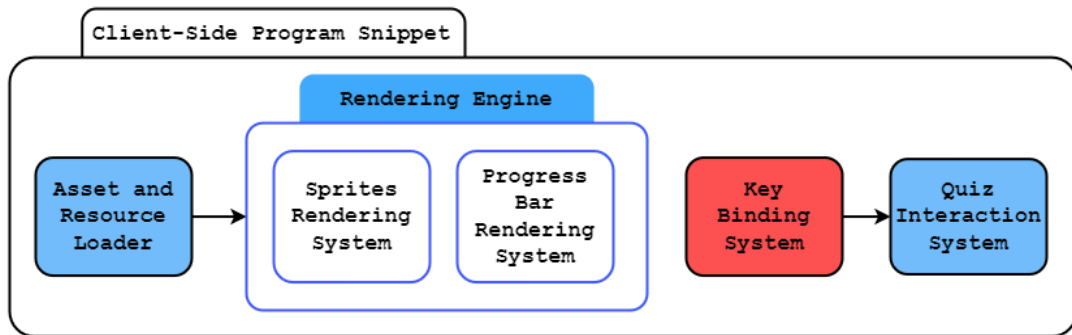 Client-Side Program Snippet
Rendering Engine
Asset and
Resource
Loader
Sprites
Rendering
System
Progress
Bar
Rendering
System
Key
Binding
System
Quiz
Interaction
System